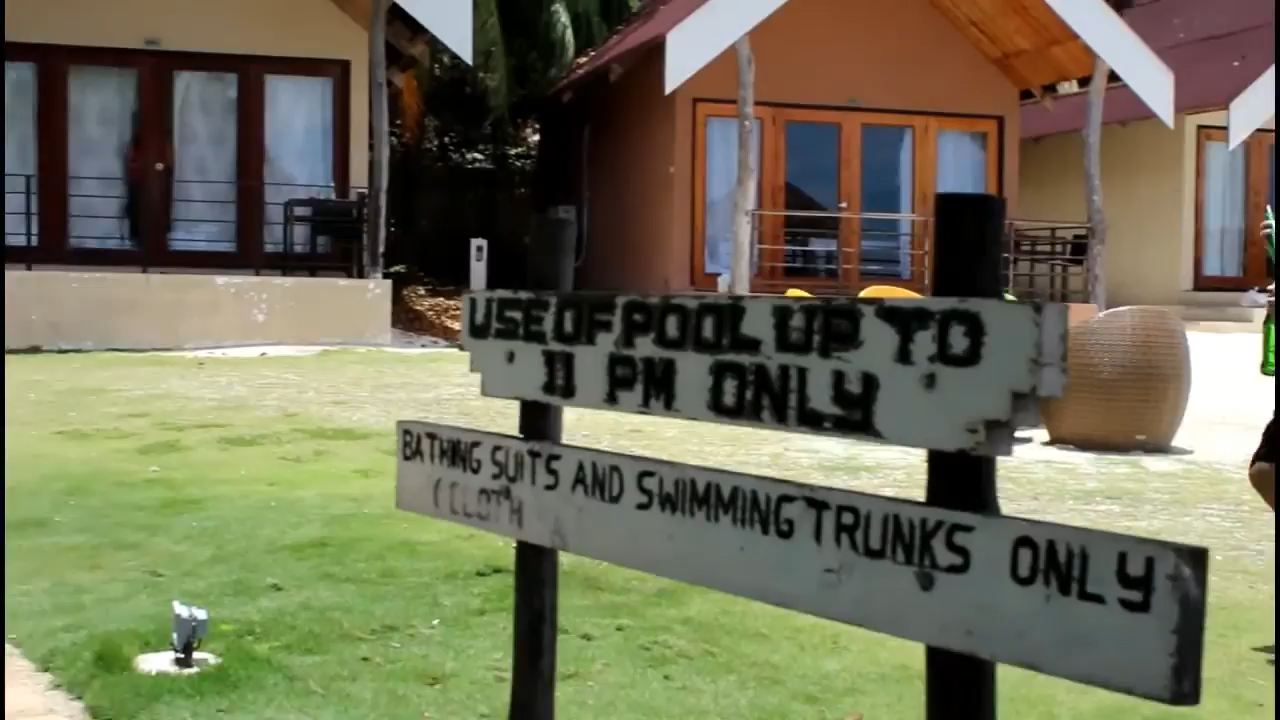 USE OF POOL UP TO
11 PM ONLY
BATHING SUITS AND SWIMMING TRUNKS ONLY
(CLOTH